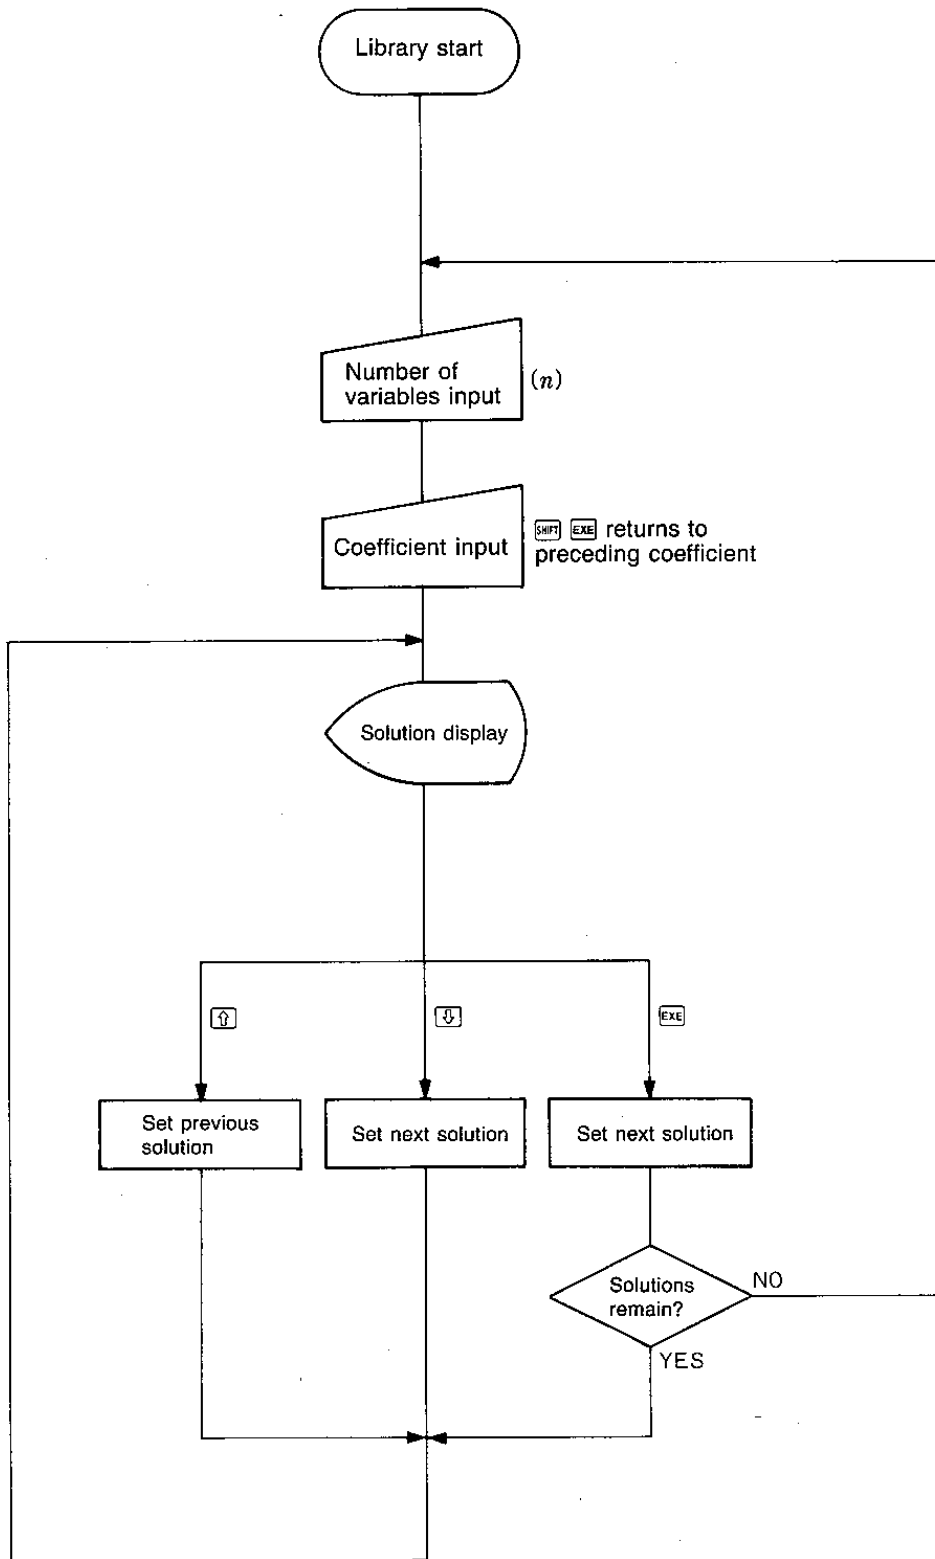 Library start
Number of
variables input
(n)
Coefficient input
SHIFT EXE returns to
preceding coefficient
Solution display
⇧
⇩
EXE
Set previous
solution
Set next solution
Set next solution
Solutions
remain?
NO
YES